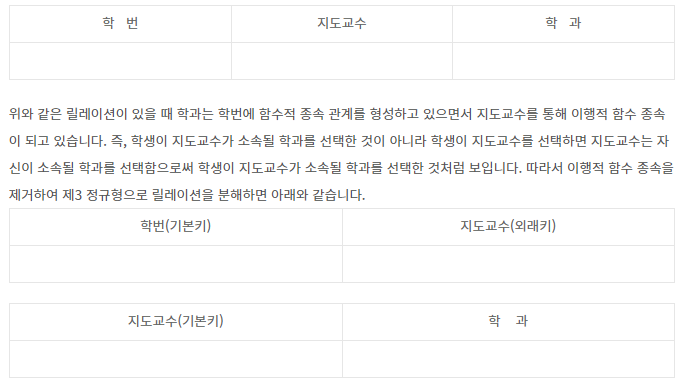 학 번 지도교수 학 과
위와 같은 릴레이션이 있을 때 학과는 학번에 함수적 종속 관계를 형성하고 있으면서 지도교수를 통해 이행적 함수 종속
이 되고 있습니다. 즉, 학생이 지도교수가 소속될 학과를 선택한 것이 아니라 학생이 지도교수를 선택하면 지도교수는 자
신이 소속될 학과를 선택함으로써 학생이 지도교수가 소속될 학과를 선택한 것처럼 보입니다. 따라서 이행적 함수 종속을
제거하여 제3 정규형으로 릴레이션을 분해하면 아래와 같습니다.
학번(기본키) 지도교수(외래키)
지도교수(기본키) 학 과